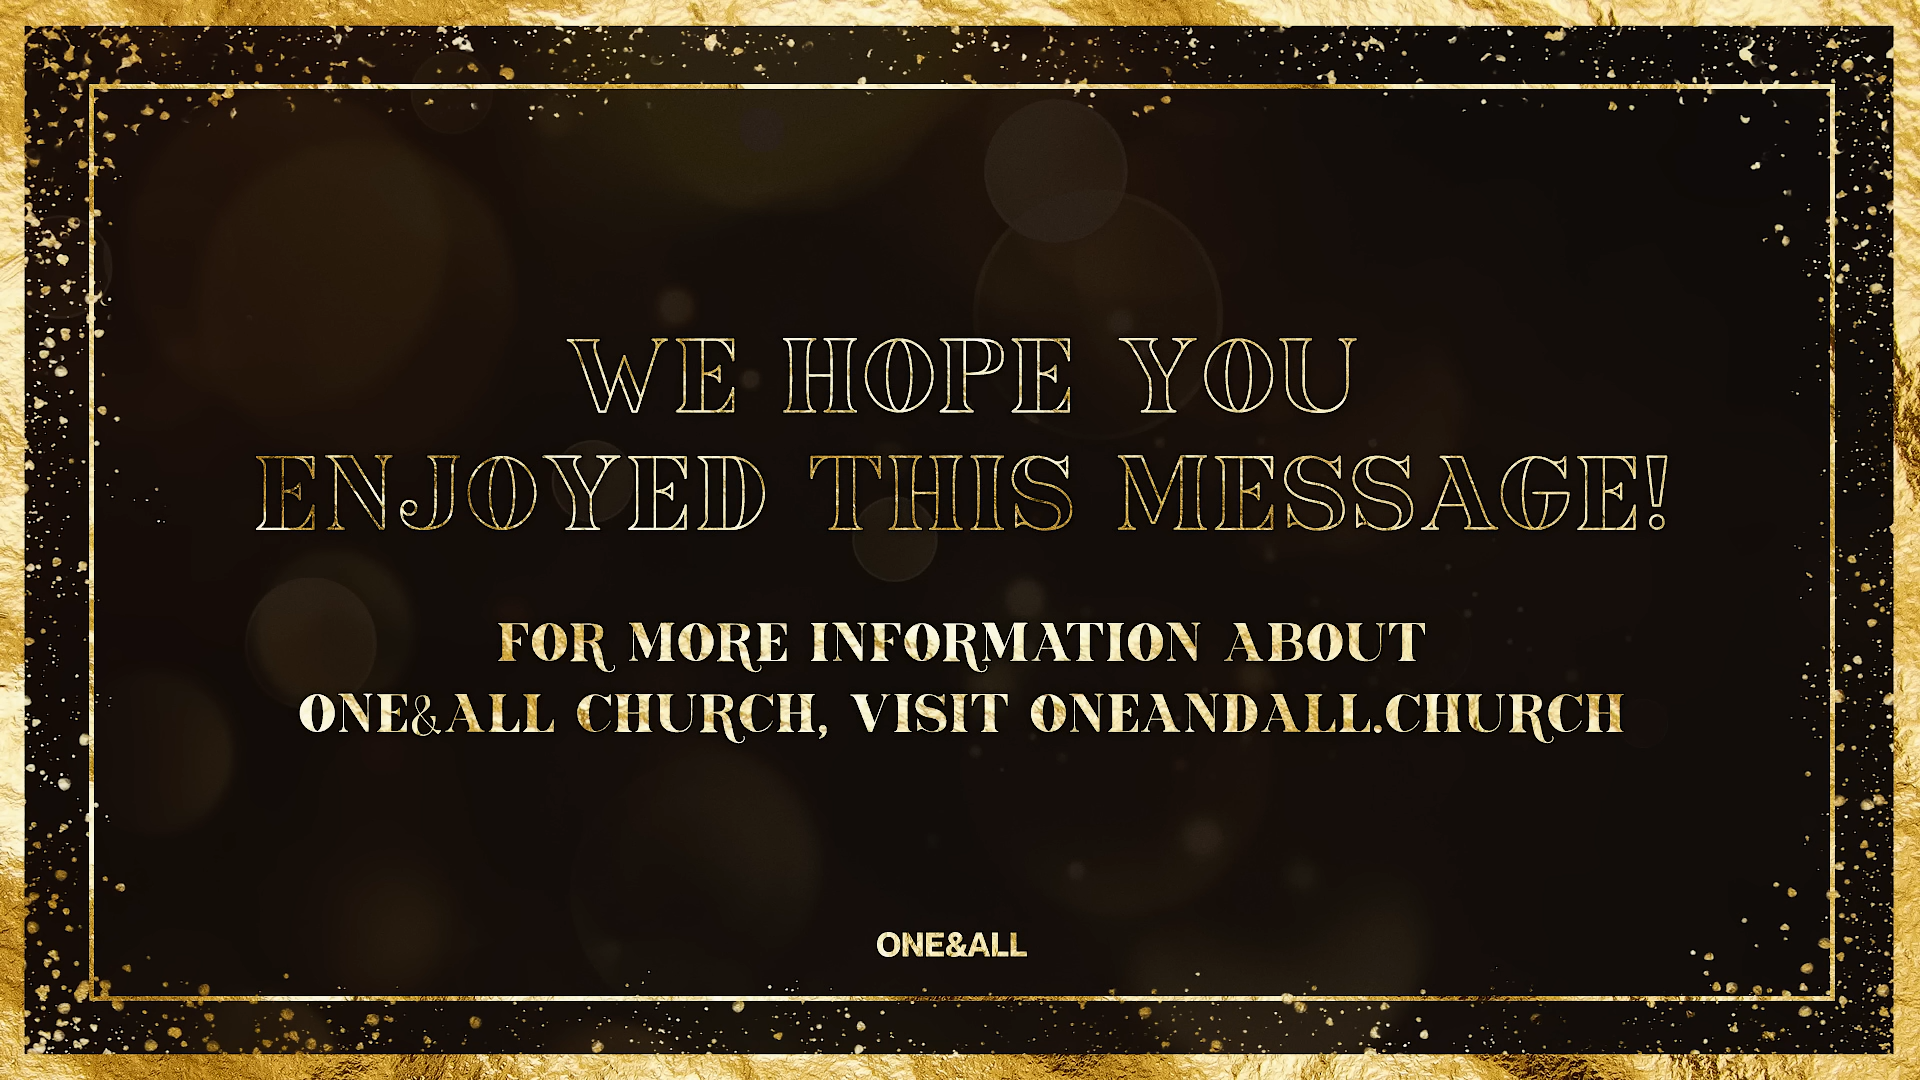 WE HOPE YOU
ENJOYED THIS MESSAGE!
FOR MORE INFORMATION ABOUT
ONE&ALL CHURCH, VISIT ONEANDALL.CHURCH
ONE&ALL